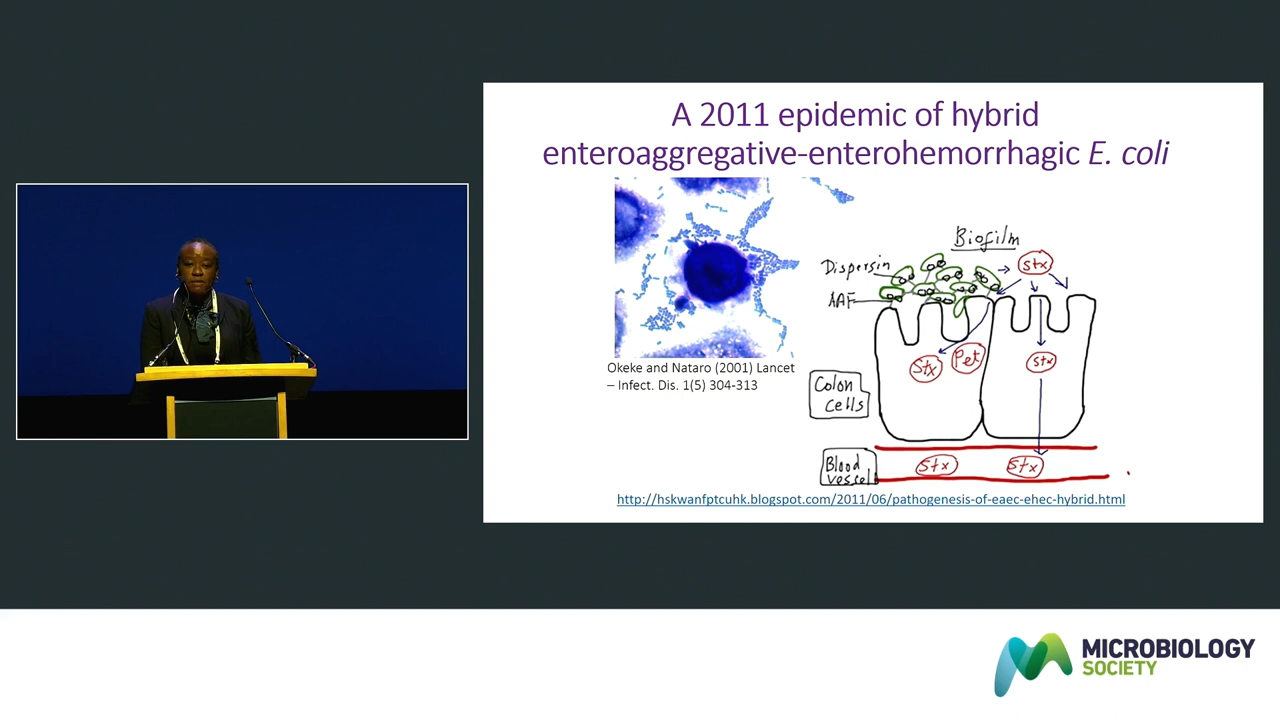 A 2011 epidemic of hybrid
enteroaggregative-enterohemorrhagic E. coli
Biofilm
Dispersin
Stx
AAF
Okeke and Nataro (2001) Lancet
– Infect. Dis. 1(5) 304-313
Stx
Pet
Stx
Colon
cells
Blood
vessel
Stx
Stx
http://hskwanfptcuhk.blogspot.com/2011/06/pathogenesis-of-eaec-ehec-hybrid.html
MICROBIOLOGY
SOCIETY